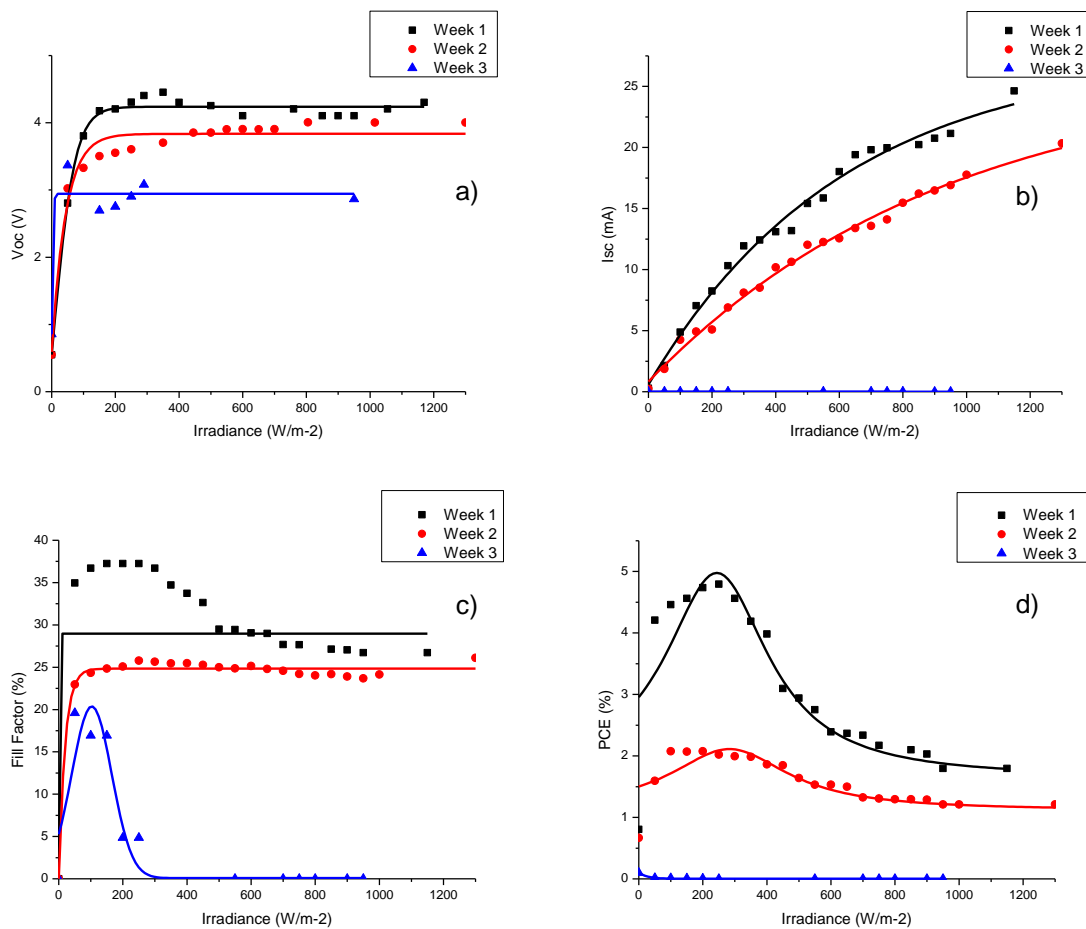 Week 1
Week 2
Week 3
4
2
0
Voc (V)
a)
0 200 400 600 800 1000 1200
Irradiance (W/m-2)
Week 1
Week 2
Week 3
25
20
15
10
5
0
Isc (mA)
b)
0 200 400 600 800 1000 1200
Irradiance (W/m-2)
Week 1
Week 2
Week 3
40
35
30
25
20
15
10
5
0
Fill Factor (%)
c)
0 200 400 600 800 1000 1200
Irradiance (W/m-2)
Week 1
Week 2
Week 3
5
4
3
2
1
0
PCE (%)
d)
0 200 400 600 800 1000 1200
Irradiance (W/m-2)